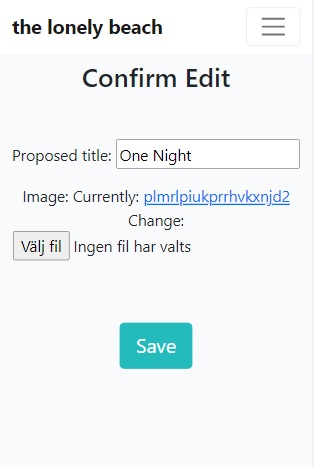 the lonely beach
Confirm Edit
Proposed title: One Night
Image: Currently: plmrlpiukprrhvkxnjd2
Change:
Välj fil Ingen fil har valts
Save